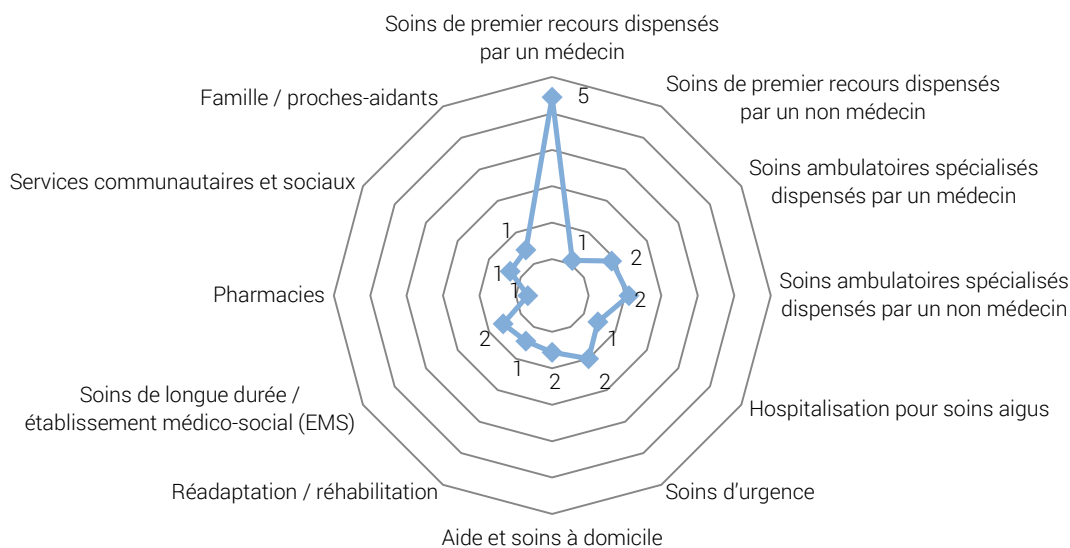 Soins de premier recours dispensés
par un médecin
Soins de premier recours dispensés
par un non médecin
Soins ambulatoires spécialisés
dispensés par un médecin
Soins ambulatoires spécialisés
dispensés par un non médecin
Hospitalisation pour soins aigus
Soins d'urgence
Aide et soins à domicile
Réadaptation / réhabilitation
Soins de longue durée /
établissement médico-social (EMS)
Pharmacies
Services communautaires et sociaux
Famille / proches-aidants
5
1
2
2
1
2
2
1
2
1
1
1